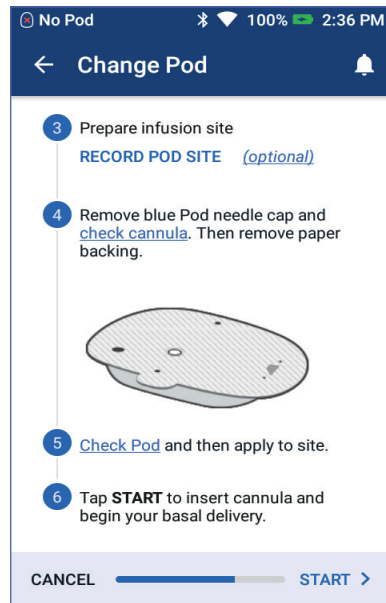 No Pod 100% 2:36 PM
Change Pod
3 Prepare infusion site
RECORD POD SITE (optional)
4 Remove blue Pod needle cap and
check cannula. Then remove paper
backing.
5 Check Pod and then apply to site.
6 Tap START to insert cannula and
begin your basal delivery.
CANCEL START